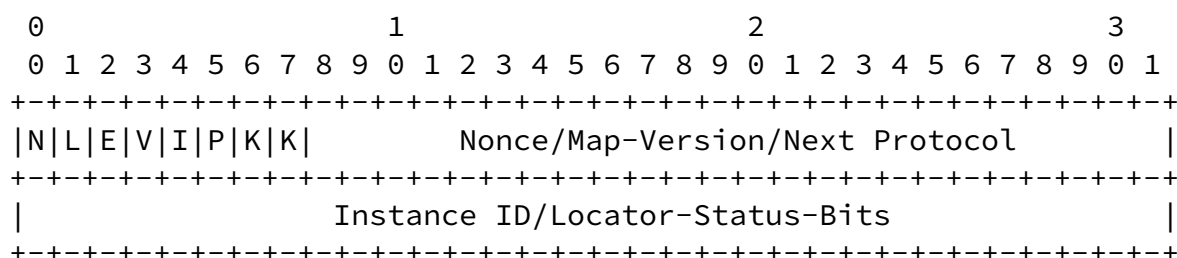 0                   1                   2                   3
 0 1 2 3 4 5 6 7 8 9 0 1 2 3 4 5 6 7 8 9 0 1 2 3 4 5 6 7 8 9 0 1
+-+-+-+-+-+-+-+-+-+-+-+-+-+-+-+-+-+-+-+-+-+-+-+-+-+-+-+-+-+-+-+-+
|N|L|E|V|I|P|K|K|        Nonce/Map-Version/Next Protocol        |
+-+-+-+-+-+-+-+-+-+-+-+-+-+-+-+-+-+-+-+-+-+-+-+-+-+-+-+-+-+-+-+-+
|                 Instance ID/Locator-Status-Bits               |
+-+-+-+-+-+-+-+-+-+-+-+-+-+-+-+-+-+-+-+-+-+-+-+-+-+-+-+-+-+-+-+-+